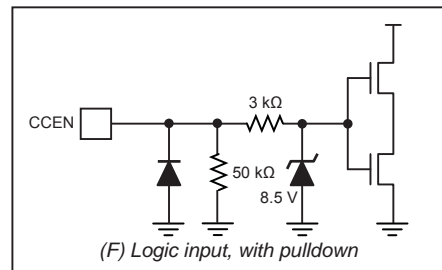 3 kΩ
CCEN
50 kΩ
8.5 V
(F) Logic input, with pulldown